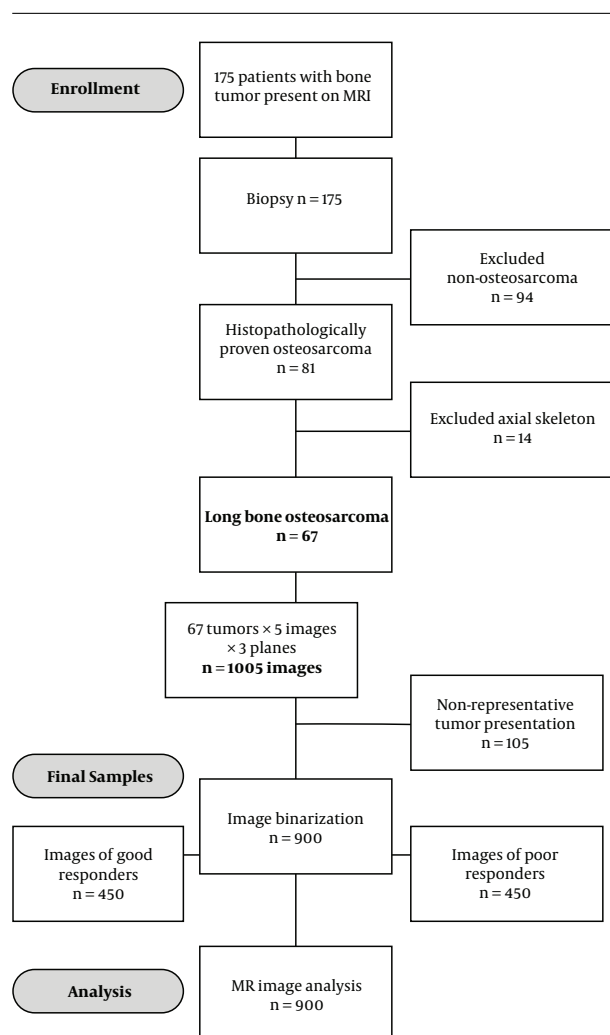 Enrollment
175 patients with bone
tumor present on MRI
Biopsy n = 175
Excluded
non-osteosarcoma
n = 94
Histopathologically
proven osteosarcoma
n = 81
Excluded axial skeleton
n = 14
Long bone osteosarcoma
n = 67
67 tumors × 5 images
× 3 planes
n = 1005 images
Non-representative
tumor presentation
n = 105
Final Samples
Image binarization
n = 900
Images of good
responders
n = 450
Images of poor
responders
n = 450
Analysis
MR image analysis
n = 900